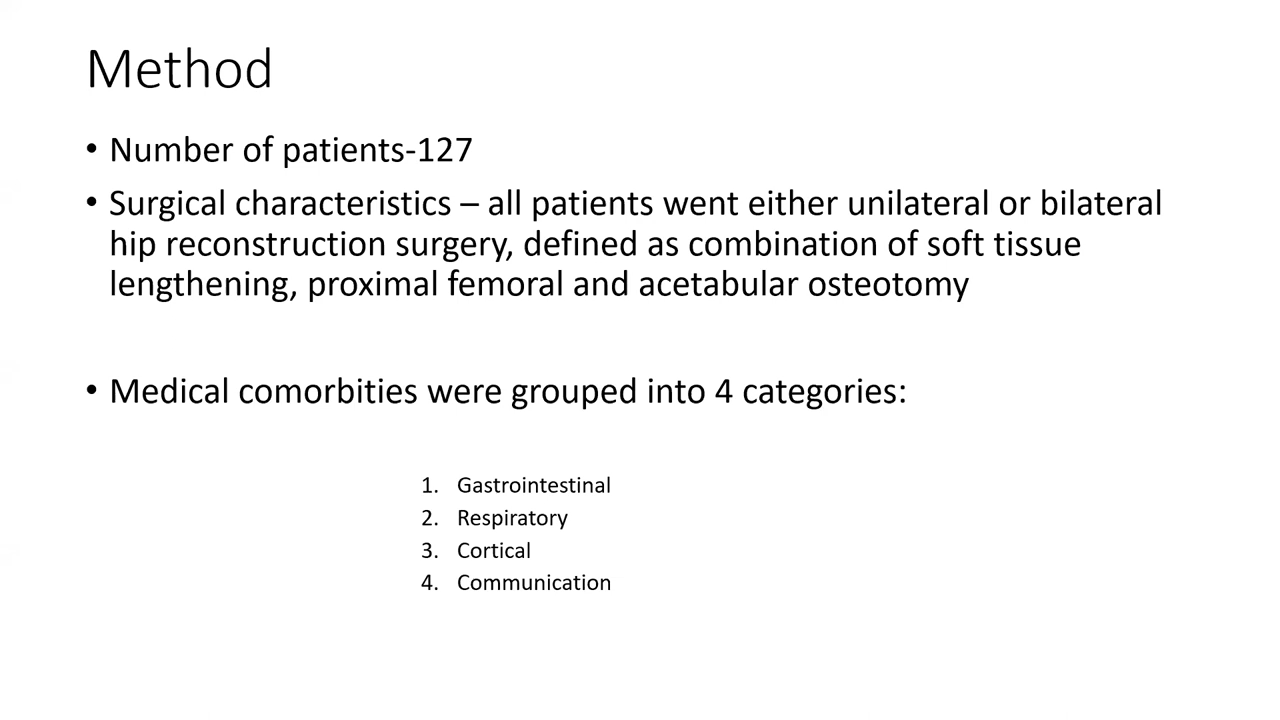 Method
• Number of patients-127
• Surgical characteristics – all patients went either unilateral or bilateral
hip reconstruction surgery, defined as combination of soft tissue
lengthening, proximal femoral and acetabular osteotomy
• Medical comorbities were grouped into 4 categories:
1. Gastrointestinal
2. Respiratory
3. Cortical
4. Communication